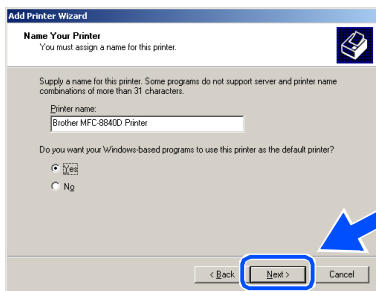 Add Printer Wizard
Name Your Printer
You must assign a name for this printer.
Supply a name for this printer. Some programs do not support server and printer name
combinations of more than 31 characters.
Printer name:
Brother MFC-8840D Printer
Do you want your Windows-based programs to use this printer as the default printer?
Yes
No
< Back
Next >
Cancel